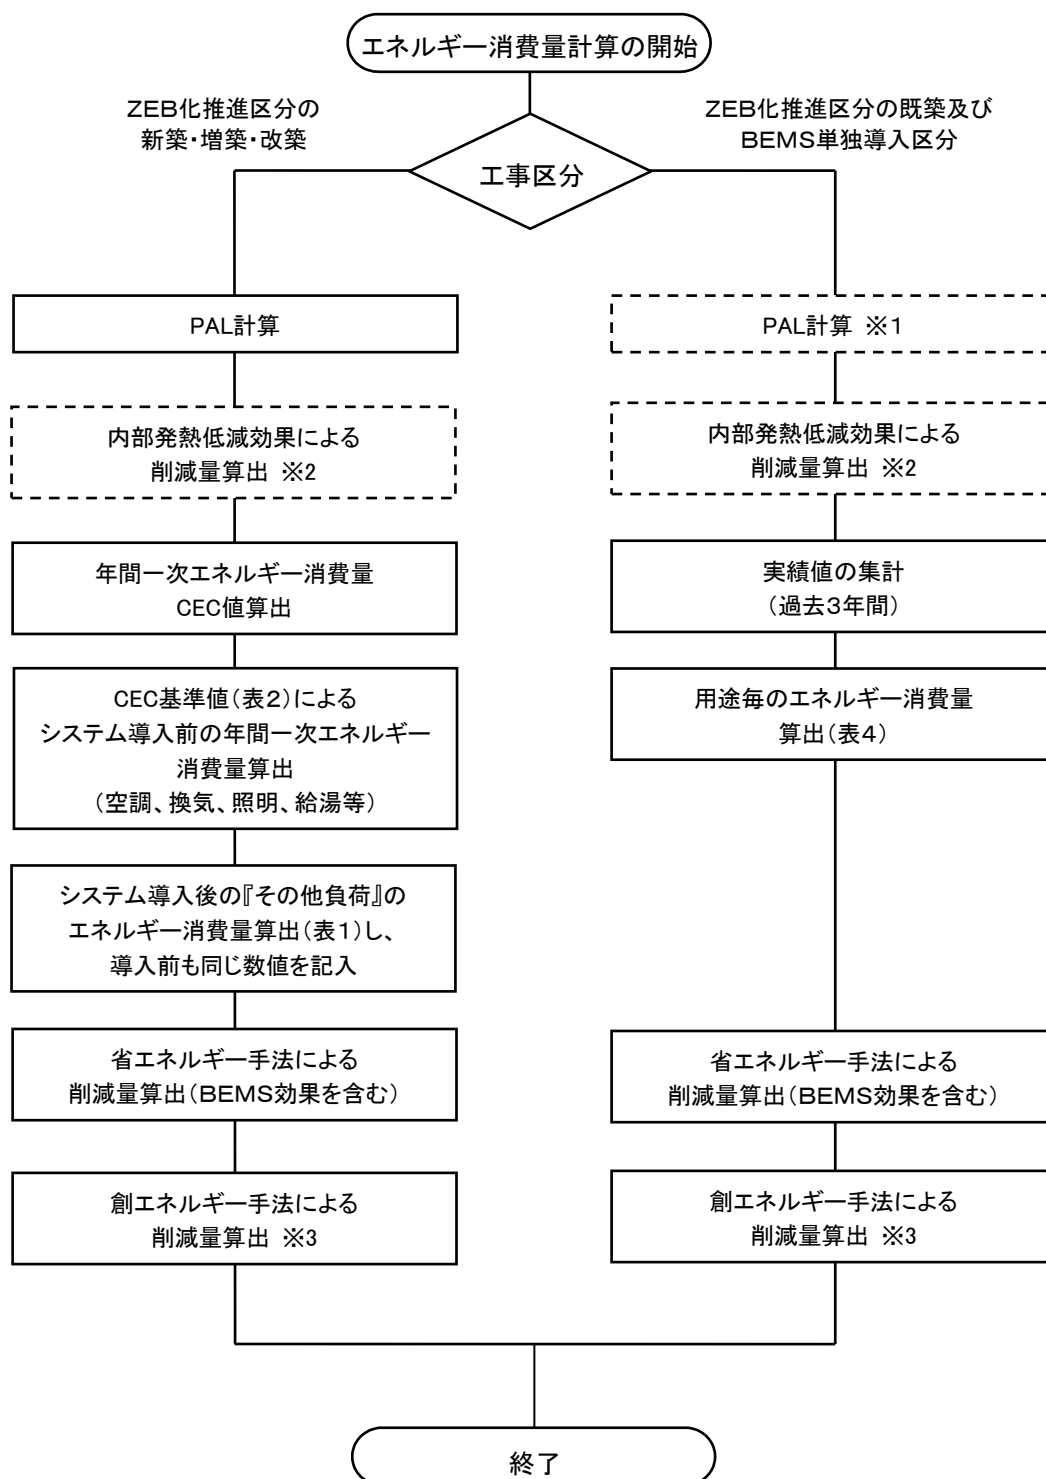 エネルギー消費量計算の開始
ZEB化推進区分の
新築・増築・改築
ZEB化推進区分の既築及び
BEMS単独導入区分
工事区分
PAL計算
内部発熱低減効果による
削減量算出 ※2
年間一次エネルギー消費量
CEC値算出
CEC基準値(表2)による
システム導入前の年間一次エネルギー
消費量算出
(空調、換気、照明、給湯等)
システム導入後の『その他負荷』の
エネルギー消費量算出(表1)し、
導入前も同じ数値を記入
省エネルギー手法による
削減量算出(BEMS効果を含む)
創エネルギー手法による
削減量算出 ※3
PAL計算 ※1
内部発熱低減効果による
削減量算出 ※2
実績値の集計
(過去3年間)
用途毎のエネルギー消費量
算出(表4)
省エネルギー手法による
削減量算出(BEMS効果を含む)
創エネルギー手法による
削減量算出 ※3
終了